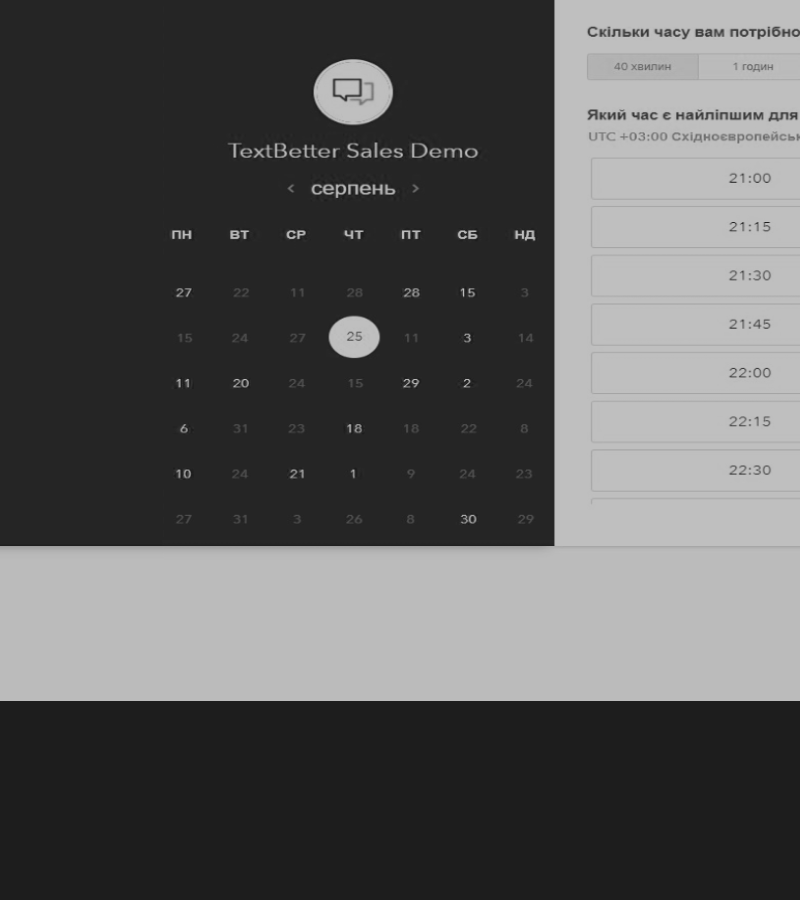 TextBetter Sales Demo
серпень
ПН ВТ СР ЧТ ПТ СБ НД
27 22 11 28 28 15 3
15 24 27 25 11 3 14
11 20 24 15 29 2 24
6 31 23 18 18 22 8
10 24 21 1 9 24 23
27 31 3 26 8 30 29
Скільки часу вам потрібно
40 хвилин 1 годин
Який час є найліпшим для
UTC +03:00 Східноєвропейськ
21:00
21:15
21:30
21:45
22:00
22:15
22:30